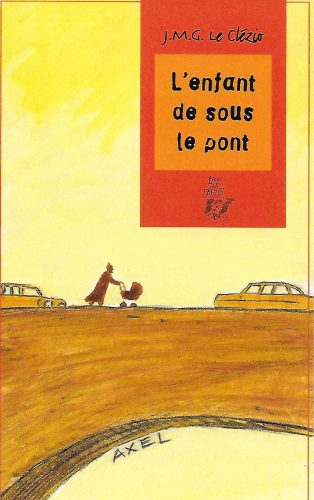 J.M.G. Le Clézio
L'enfant
de sous
le pont
AXEL